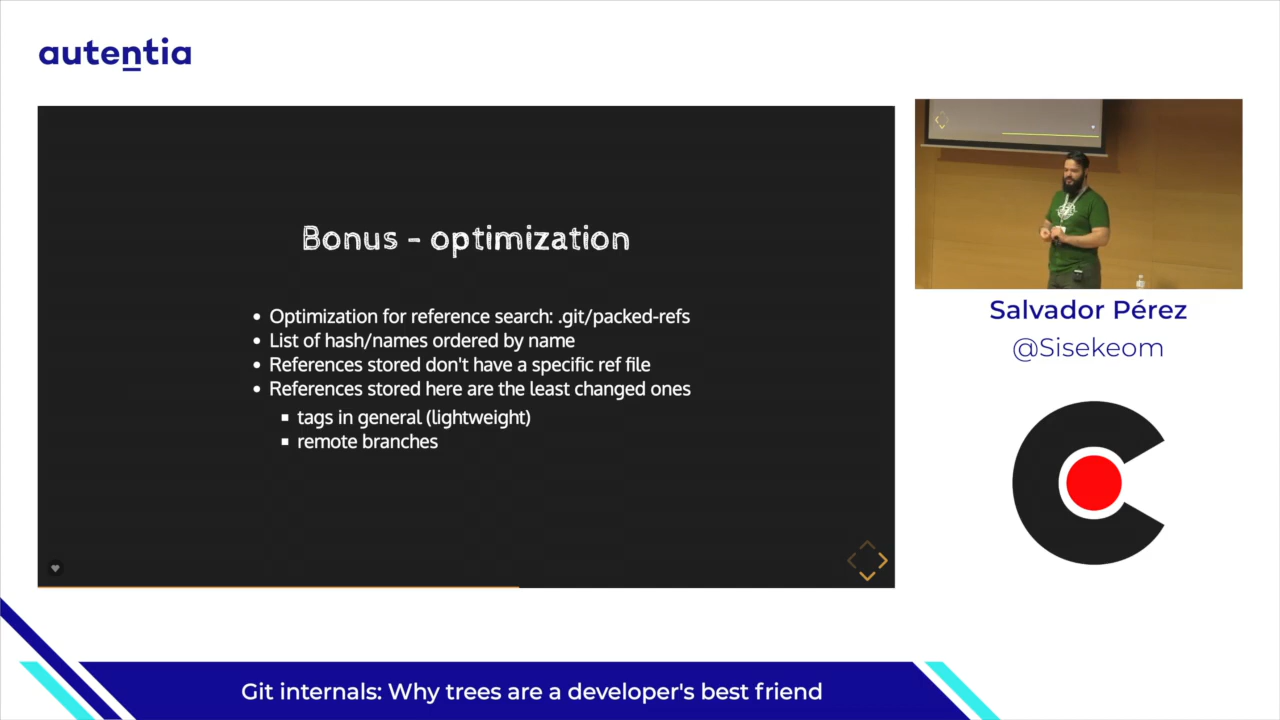 autentia
Bonus - optimization
Optimization for reference search: .git/packed-refs
List of hash/names ordered by name
References stored don't have a specific ref file
References stored here are the least changed ones
tags in general (lightweight)
remote branches
Salvador Pérez
@Sisekeom
Git internals: Why trees are a developer's best friend